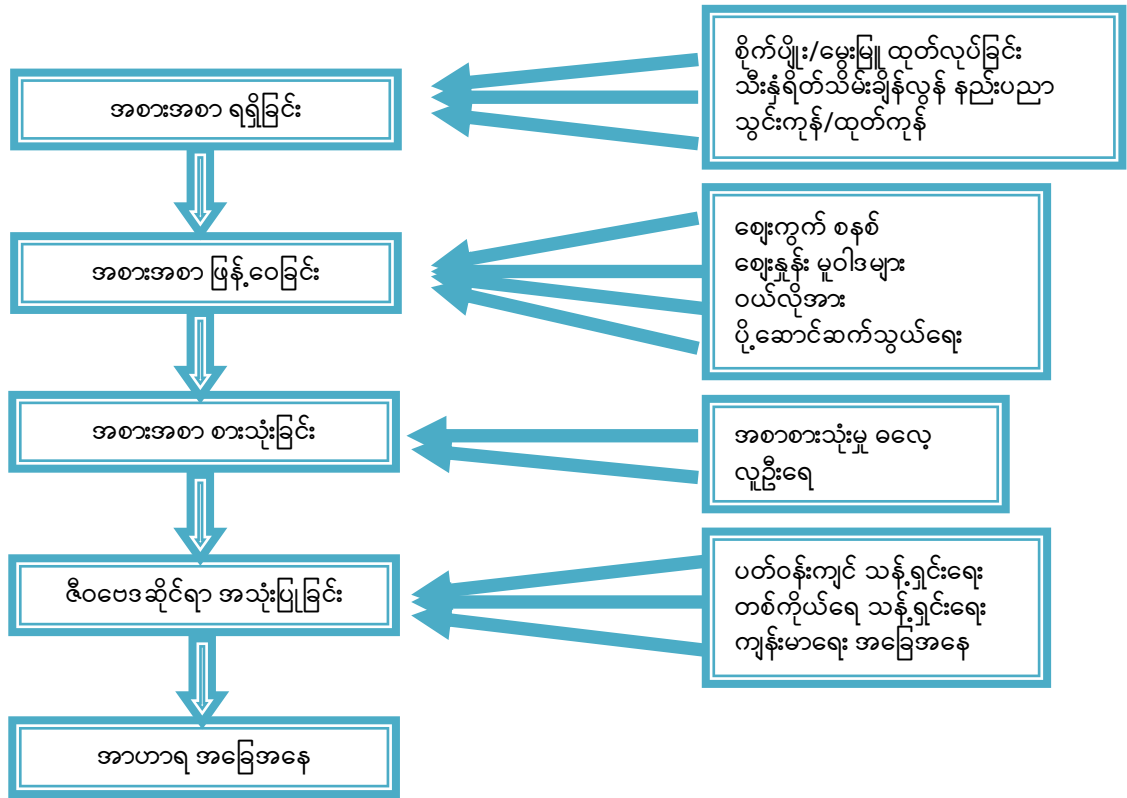 အစားအစာ ရရှိခြင်း
စိုက်ပျိုး/မွေးမြူ ထုတ်လုပ်ခြင်း
သီးနှံရိတ်သိမ်းချိန်လွန် နည်းပညာ
သွင်းကုန်/ထုတ်ကုန်
အစားအစာ ဖြန့်ဝေခြင်း
ဈေးကွက် စနစ်
ဈေးနှုန်း မူဝါဒများ
ဝယ်လိုအား
ပို့ဆောင်ဆက်သွယ်ရေး
အစားအစာ စားသုံးခြင်း
အစာစားသုံးမှု ဓလေ့
လူဦးရေ
ဇီဝဗေဒဆိုင်ရာ အသုံးပြုခြင်း
ပတ်ဝန်းကျင် သန့်ရှင်းရေး
တစ်ကိုယ်ရေ သန့်ရှင်းရေး
ကျန်းမာရေး အခြေအနေ
အာဟာရ အခြေအနေ